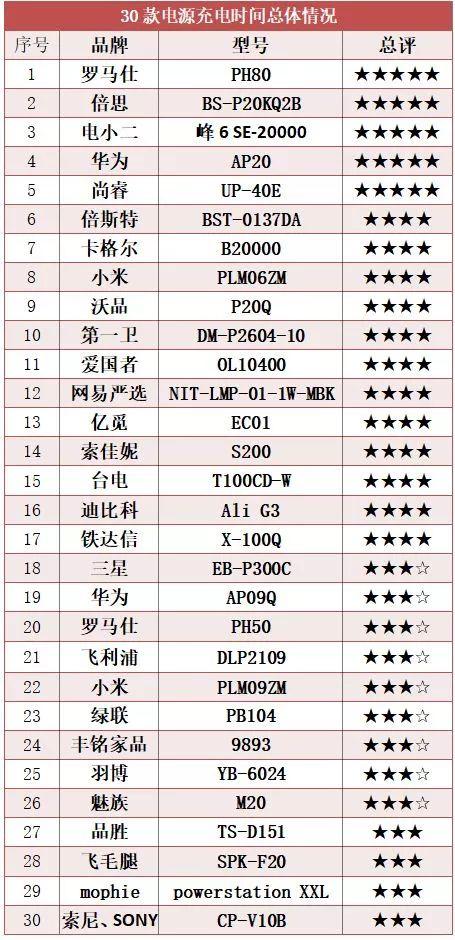 30款电源充电时间总体情况
序号 品牌 型号 总评
1 罗马仕 PH80 ★★★★★
2 倍思 BS-P20KQ2B ★★★★★
3 电小二 峰6 SE-20000 ★★★★★
4 华为 AP20 ★★★★★
5 尚睿 UP-40E ★★★★★
6 倍斯特 BST-0137DA ★★★★
7 卡格尔 B20000 ★★★★
8 小米 PLM06ZM ★★★★
9 沃品 P20Q ★★★★
10 第一卫 DM-P2604-10 ★★★★
11 爱国者 OL10400 ★★★★
12 网易严选 NIT-LMP-01-1W-MBK ★★★★
13 亿觅 EC01 ★★★★
14 索佳妮 S200 ★★★★
15 台电 T100CD-W ★★★★
16 迪比科 Ali G3 ★★★★
17 铁达信 X-100Q ★★★★
18 三星 EB-P300C ★★★☆
19 华为 AP09Q ★★★☆
20 罗马仕 PH50 ★★★☆
21 飞利浦 DLP2109 ★★★☆
22 小米 PLM09ZM ★★★☆
23 绿联 PB104 ★★★☆
24 丰铭家品 9893 ★★★☆
25 羽博 YB-6024 ★★★☆
26 魅族 M20 ★★★☆
27 品胜 TS-D151 ★★★
28 飞毛腿 SPK-F20 ★★★
29 mophie powerstation XXL ★★★
30 索尼、SONY CP-V10B ★★★